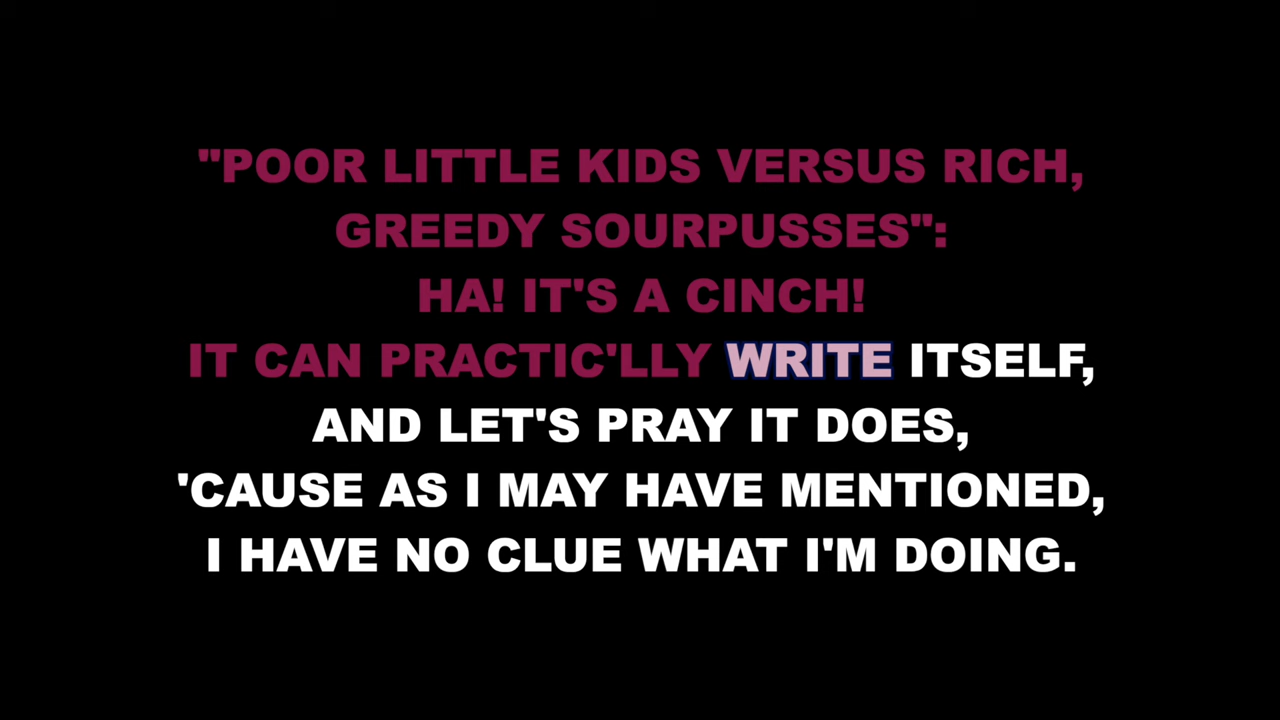 "POOR LITTLE KIDS VERSUS RICH,
GREEDY SOURPUSSES":
HA! IT'S A CINCH!
IT CAN PRACTIC'LLY WRITE ITSELF,
AND LET'S PRAY IT DOES,
'CAUSE AS I MAY HAVE MENTIONED,
I HAVE NO CLUE WHAT I'M DOING.